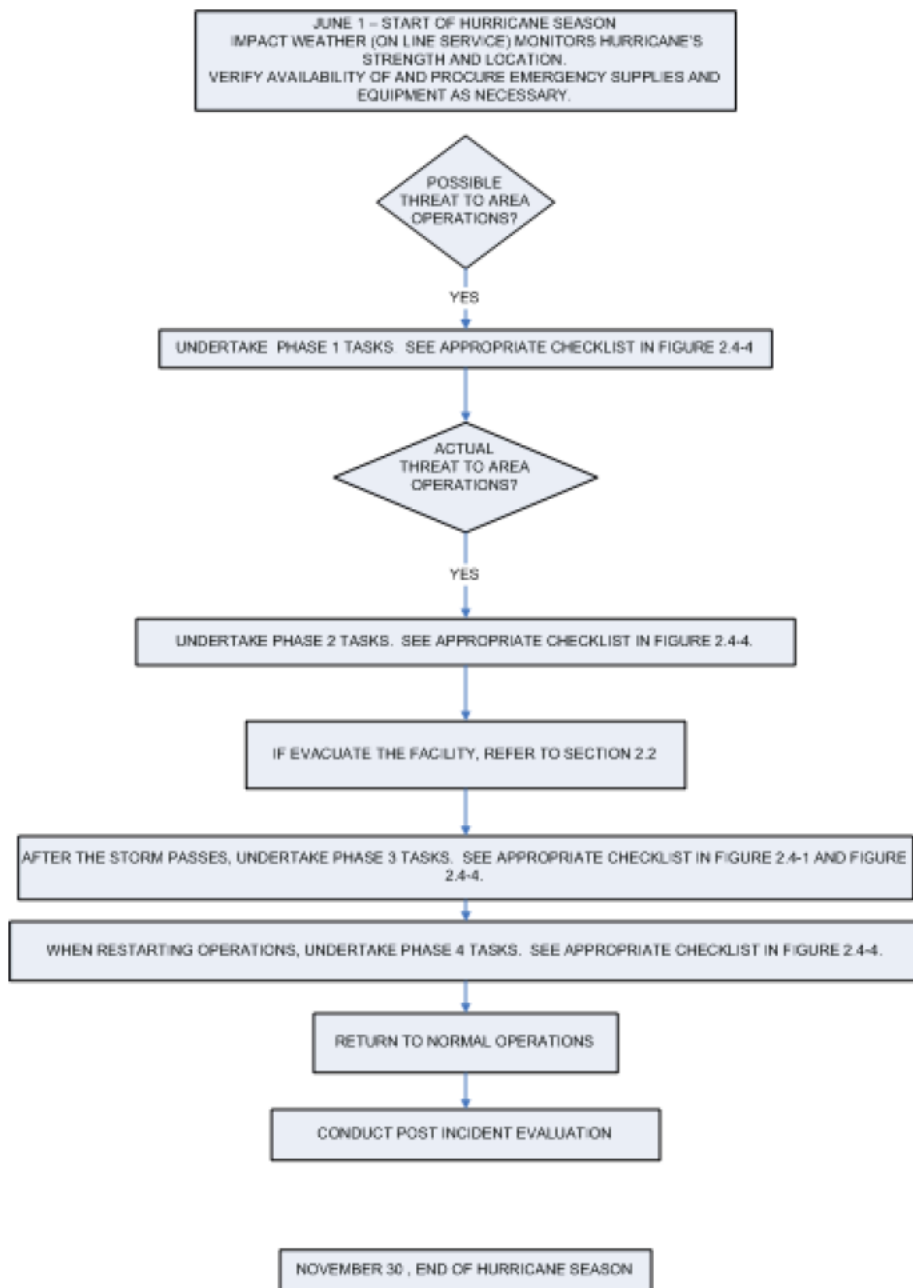 JUNE 1 – START OF HURRICANE SEASON
IMPACT WEATHER (ON LINE SERVICE) MONITORS HURRICANE'S
STRENGTH AND LOCATION.
VERIFY AVAILABILITY OF AND PROCURE EMERGENCY SUPPLIES AND
EQUIPMENT AS NECESSARY.
POSSIBLE
THREAT TO AREA
OPERATIONS?
YES
UNDERTAKE PHASE 1 TASKS. SEE APPROPRIATE CHECKLIST IN FIGURE 2.4-4
ACTUAL
THREAT TO AREA
OPERATIONS?
YES
UNDERTAKE PHASE 2 TASKS. SEE APPROPRIATE CHECKLIST IN FIGURE 2.4-4.
IF EVACUATE THE FACILITY, REFER TO SECTION 2.2
AFTER THE STORM PASSES, UNDERTAKE PHASE 3 TASKS. SEE APPROPRIATE CHECKLIST IN FIGURE 2.4-1 AND FIGURE
2.4-4.
WHEN RESTARTING OPERATIONS, UNDERTAKE PHASE 4 TASKS. SEE APPROPRIATE CHECKLIST IN FIGURE 2.4-4.
RETURN TO NORMAL OPERATIONS
CONDUCT POST INCIDENT EVALUATION
NOVEMBER 30 , END OF HURRICANE SEASON